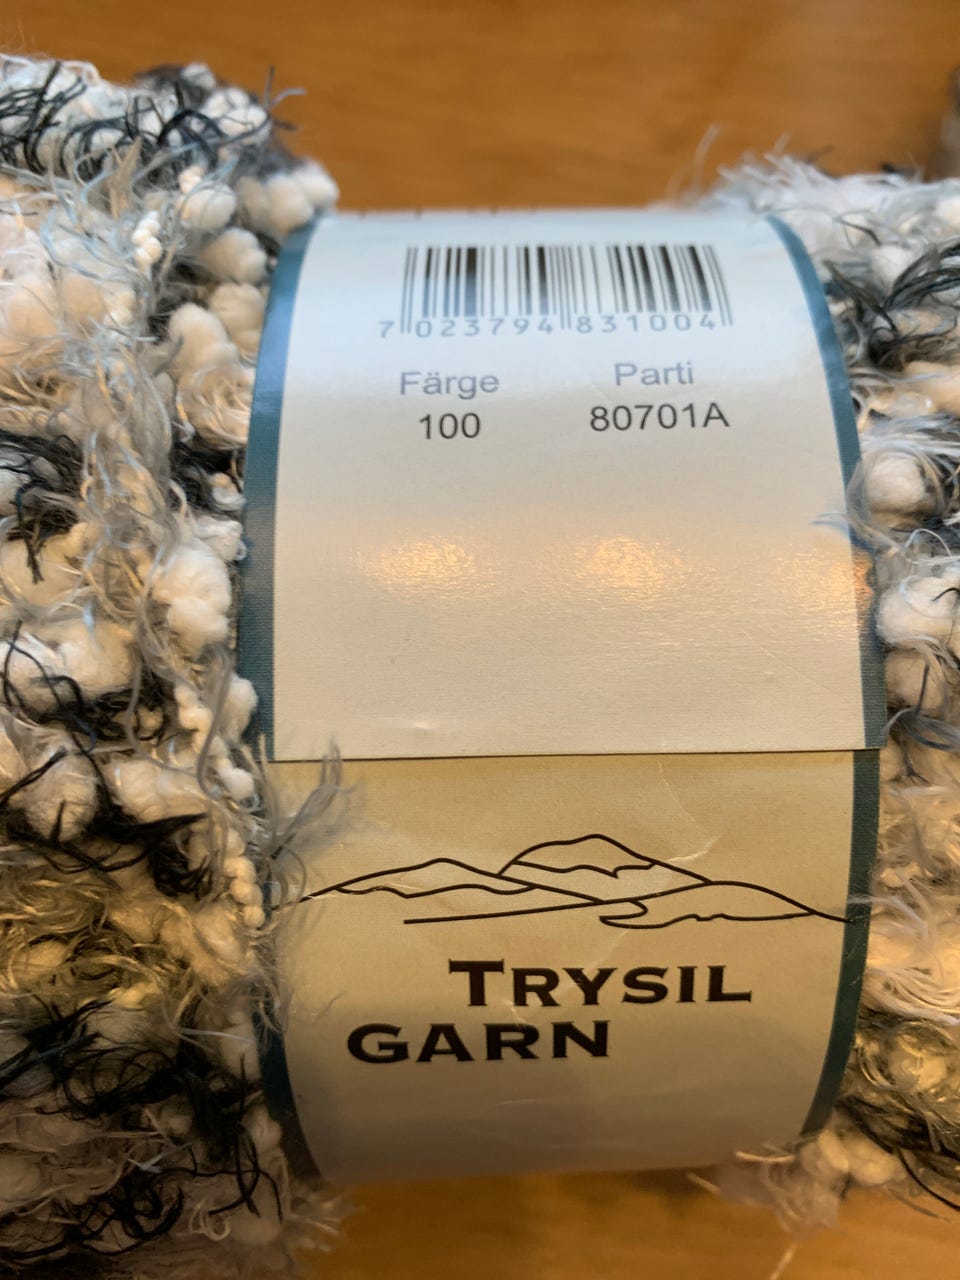 7 023794 831004
Färge Parti
100 80701A
TRYSIL
GARN